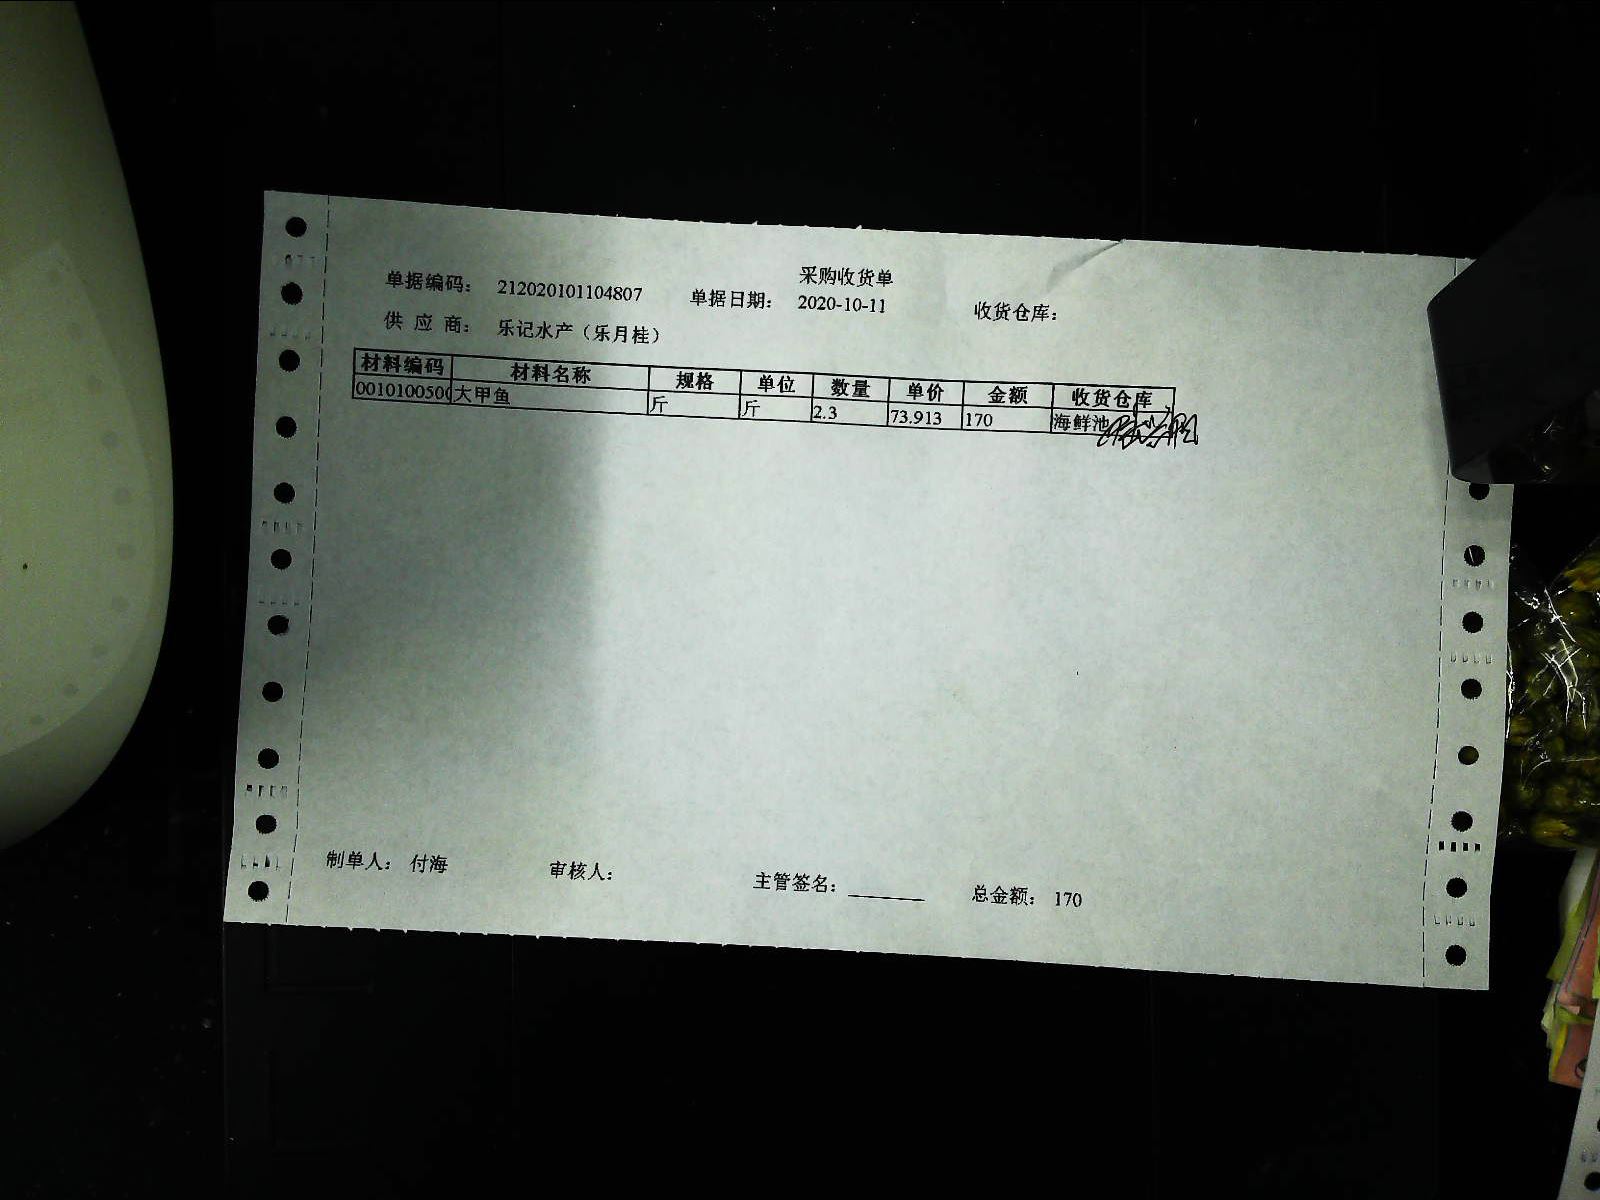 采购收货单
单据编码： 212020101104807 单据日期： 2020-10-11 收货仓库：
供 应 商： 乐记水产（乐月桂）
材料编码 材料名称 规格 单位 数量 单价 金额 收货仓库
001010050 大甲鱼 斤 斤 2.3 73.913 170 海鲜池
制单人： 付海 审核人： 主管签名： ________ 总金额： 170